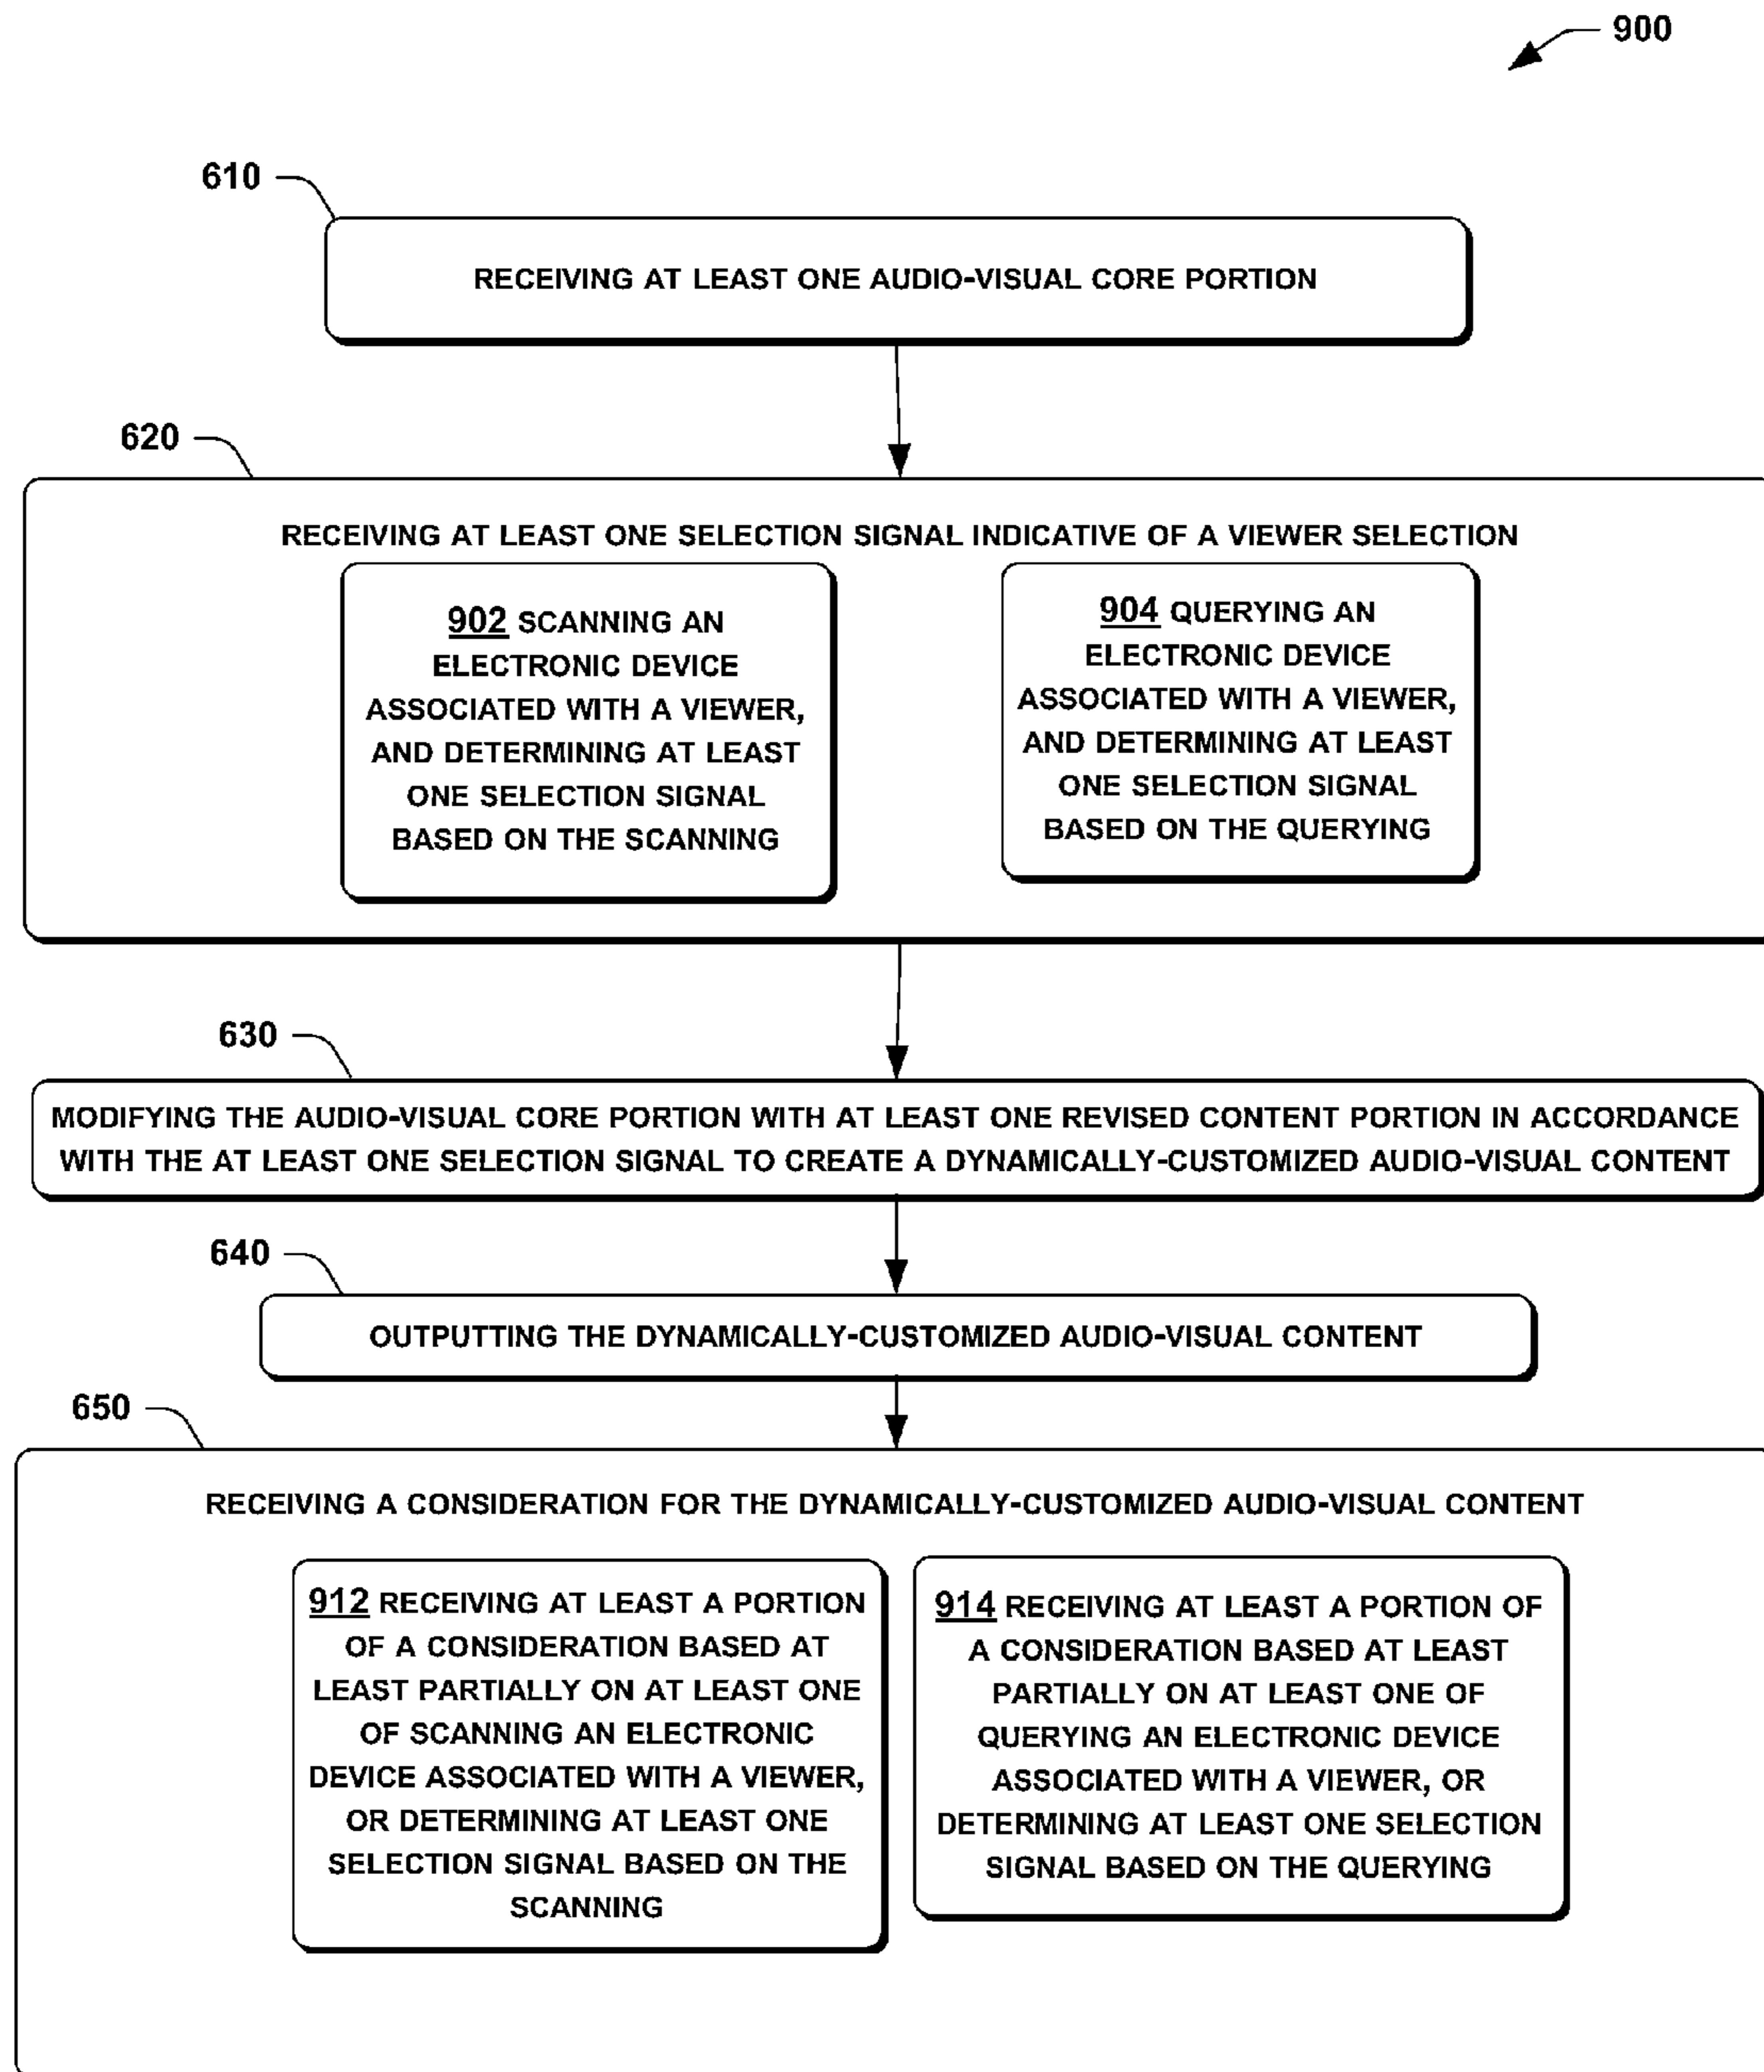 900
610
RECEIVING AT LEAST ONE AUDIO-VISUAL CORE PORTION
620
RECEIVING AT LEAST ONE SELECTION SIGNAL INDICATIVE OF A VIEWER SELECTION
902 SCANNING AN
ELECTRONIC DEVICE
ASSOCIATED WITH A VIEWER,
AND DETERMINING AT LEAST
ONE SELECTION SIGNAL
BASED ON THE SCANNING
904 QUERYING AN
ELECTRONIC DEVICE
ASSOCIATED WITH A VIEWER,
AND DETERMINING AT LEAST
ONE SELECTION SIGNAL
BASED ON THE QUERYING
630
MODIFYING THE AUDIO-VISUAL CORE PORTION WITH AT LEAST ONE REVISED CONTENT PORTION IN ACCORDANCE
WITH THE AT LEAST ONE SELECTION SIGNAL TO CREATE A DYNAMICALLY-CUSTOMIZED AUDIO-VISUAL CONTENT
640
OUTPUTTING THE DYNAMICALLY-CUSTOMIZED AUDIO-VISUAL CONTENT
650
RECEIVING A CONSIDERATION FOR THE DYNAMICALLY-CUSTOMIZED AUDIO-VISUAL CONTENT
912 RECEIVING AT LEAST A PORTION
OF A CONSIDERATION BASED AT
LEAST PARTIALLY ON AT LEAST ONE
OF SCANNING AN ELECTRONIC
DEVICE ASSOCIATED WITH A VIEWER,
OR DETERMINING AT LEAST ONE
SELECTION SIGNAL BASED ON THE
SCANNING
914 RECEIVING AT LEAST A PORTION OF
A CONSIDERATION BASED AT LEAST
PARTIALLY ON AT LEAST ONE OF
QUERYING AN ELECTRONIC DEVICE
ASSOCIATED WITH A VIEWER, OR
DETERMINING AT LEAST ONE SELECTION
SIGNAL BASED ON THE QUERYING